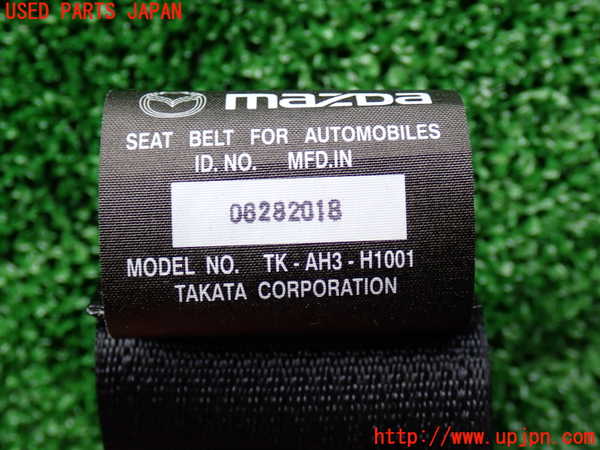 USED PARTS JAPAN
mazda
SEAT BELT FOR AUTOMOBILES
ID. NO. MFD.IN
06282018
MODEL NO. TK - AH3 - H1001
TAKATA CORPORATION
http://www.upjpn.com/